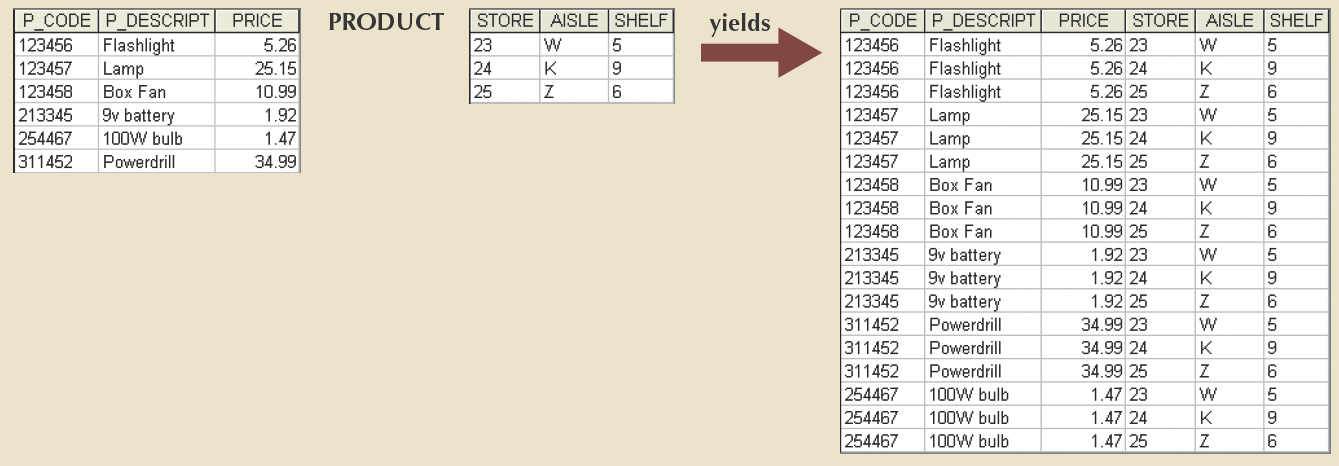 P_CODE P_DESCRIPT PRICE
123456 Flashlight 5.26
123457 Lamp 25.15
123458 Box Fan 10.99
213345 9v battery 1.92
254467 100W bulb 1.47
311452 Powerdrill 34.99
PRODUCT
STORE AISLE SHELF
23 W 5
24 K 9
25 Z 6
yields
P_CODE P_DESCRIPT PRICE STORE AISLE SHELF
123456 Flashlight 5.26 23 W 5
123456 Flashlight 5.26 24 K 9
123456 Flashlight 5.26 25 Z 6
123457 Lamp 25.15 23 W 5
123457 Lamp 25.15 24 K 9
123457 Lamp 25.15 25 Z 6
123458 Box Fan 10.99 23 W 5
123458 Box Fan 10.99 24 K 9
123458 Box Fan 10.99 25 Z 6
213345 9v battery 1.92 23 W 5
213345 9v battery 1.92 24 K 9
213345 9v battery 1.92 25 Z 6
311452 Powerdrill 34.99 23 W 5
311452 Powerdrill 34.99 24 K 9
311452 Powerdrill 34.99 25 Z 6
254467 100W bulb 1.47 23 W 5
254467 100W bulb 1.47 24 K 9
254467 100W bulb 1.47 25 Z 6